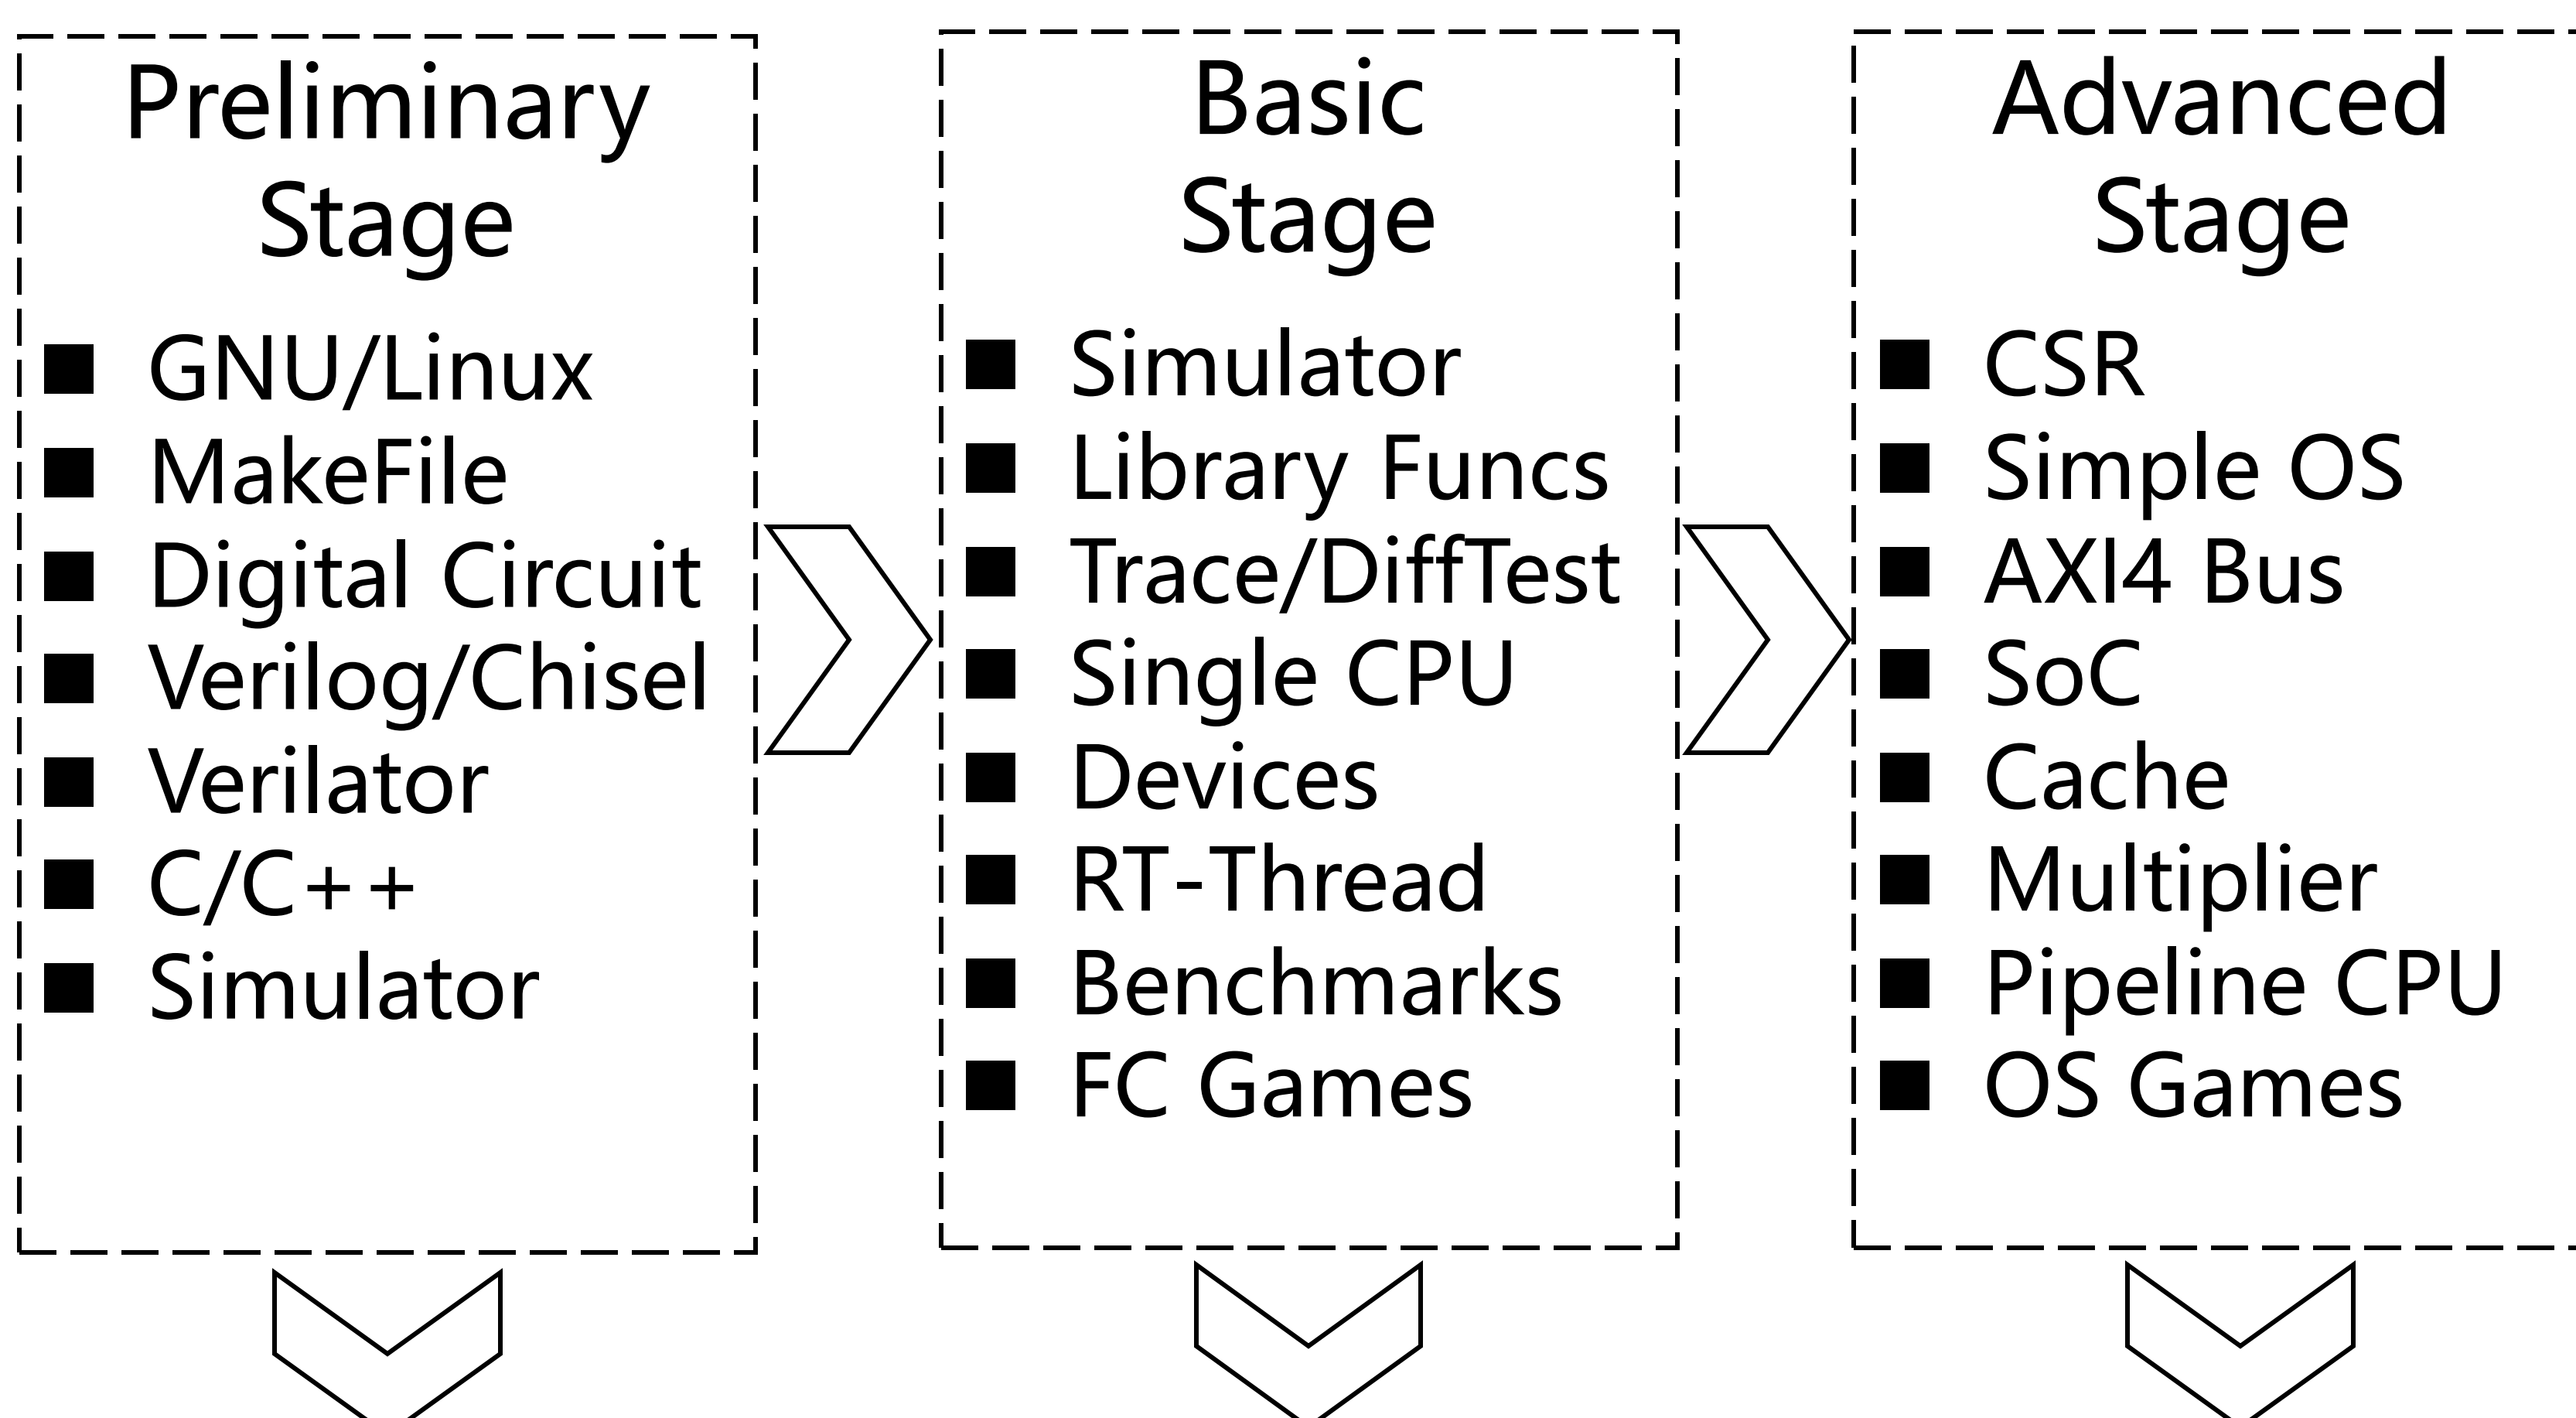 Preliminary
Stage
GNU/Linux
MakeFile
Digital Circuit
Verilog/Chisel
Verilator
C/C++
Simulator
Basic
Stage
Simulator
Library Funcs
Trace/DiffTest
Single CPU
Devices
RT-Thread
Benchmarks
FC Games
Advanced
Stage
CSR
Simple OS
AXI4 Bus
SoC
Cache
Multiplier
Pipeline CPU
OS Games